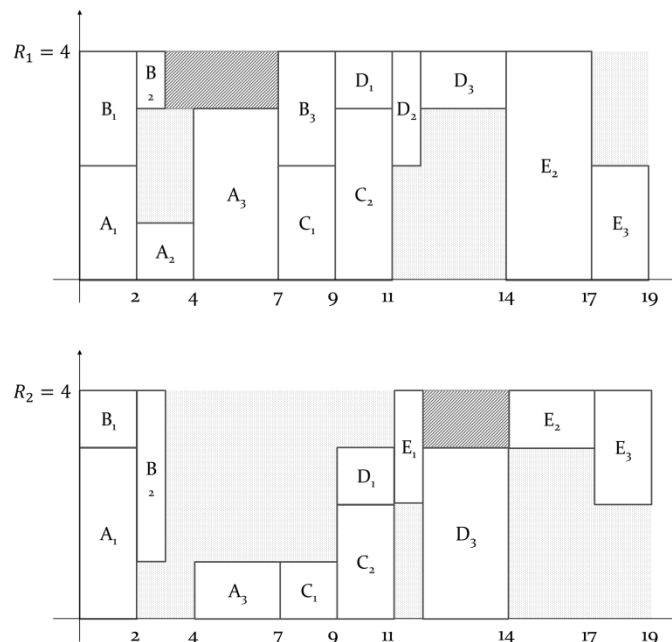 R₁ = 4
B₁
B
₂
D₁
D₂
D₃
B₃
E₂
A₁
A₂
A₃
C₁
C₂
E₃
2 4 7 9 11 14 17 19
R₂ = 4
B₁
B
₂
E₁
E₂
E₃
D₁
A₁
D₃
C₂
A₃
C₁
2 4 7 9 11 14 17 19